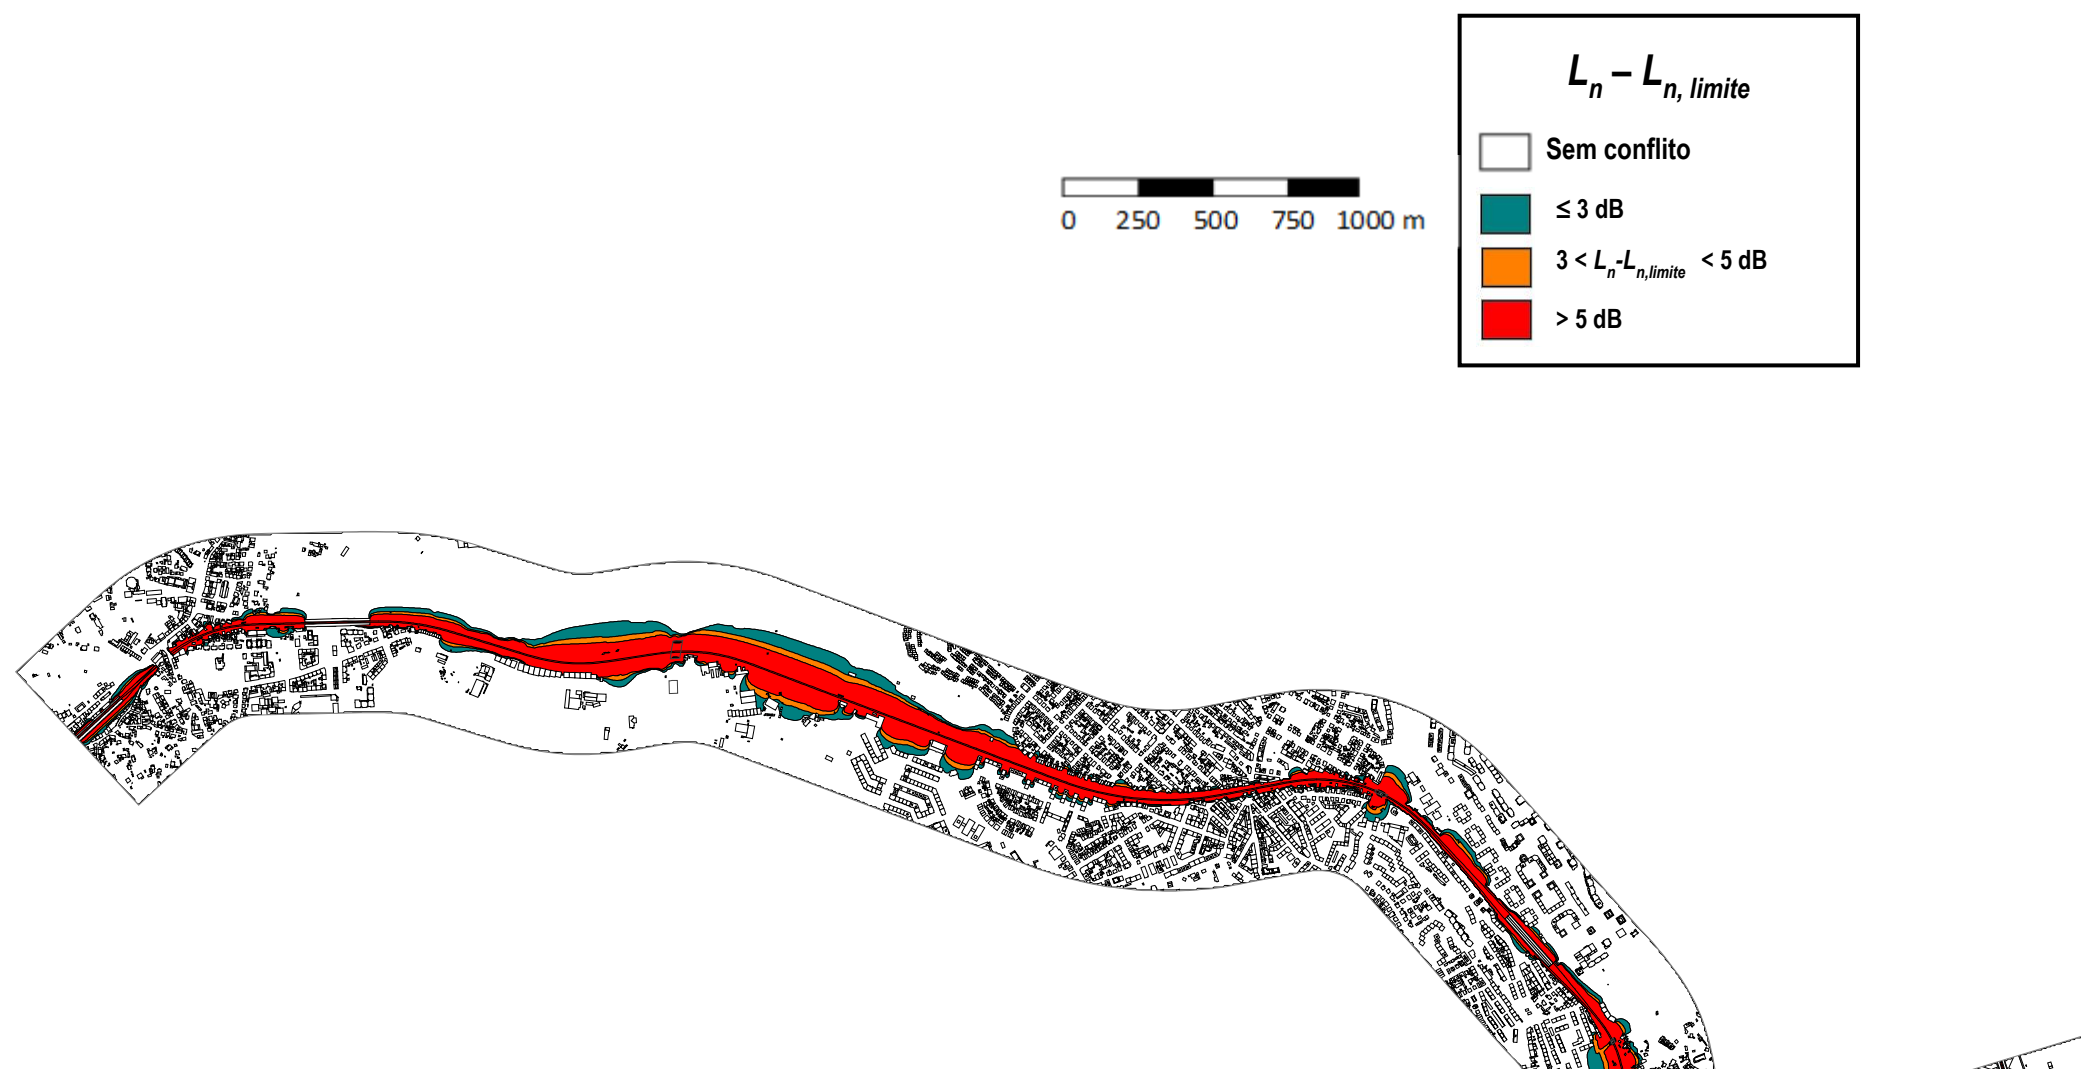 Ln – Ln, limite
Sem conflito
≤ 3 dB
3 < Ln-Ln,limite < 5 dB
> 5 dB
0 250 500 750 1000 m